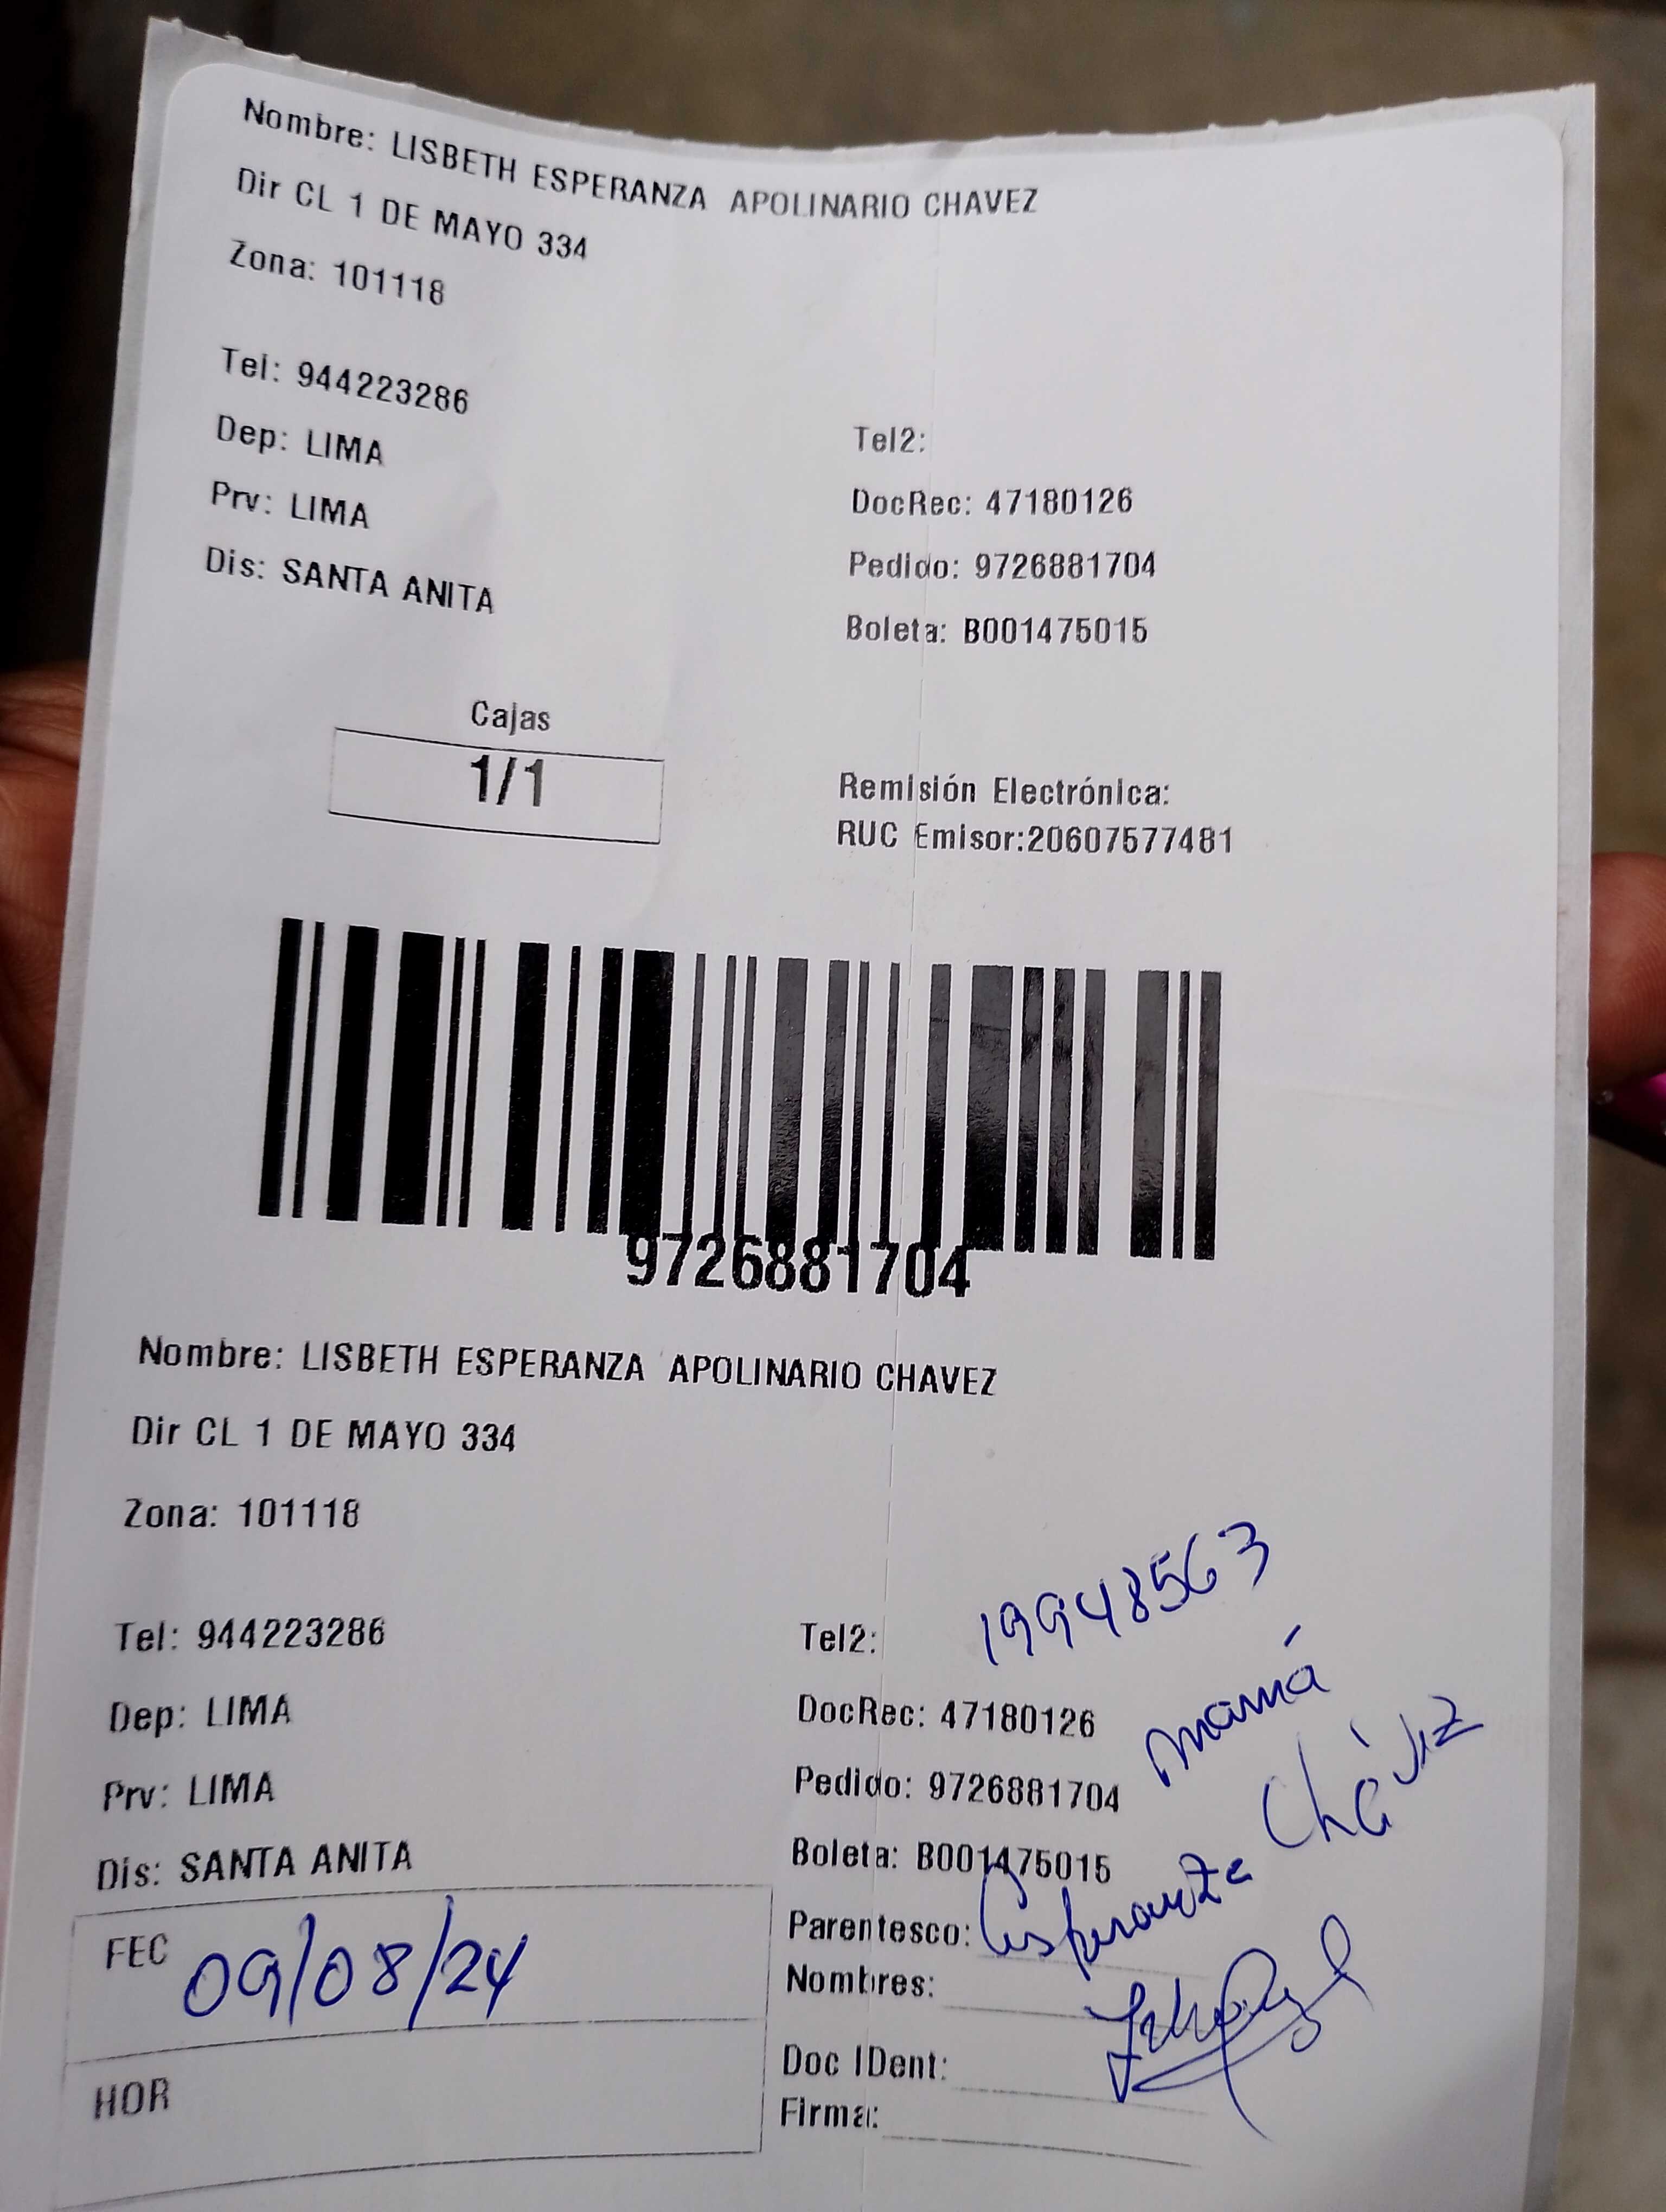 Nombre: LISBETH ESPERANZA APOLINARIO CHAVEZ
Dir CL 1 DE MAYO 334
Zona: 101118
Tel: 944223286
Tel2:
Dep: LIMA
DocRec: 47180126
Prv: LIMA
Pedido: 9726881704
Dis: SANTA ANITA
Boleta: B001475015
Cajas
1/1
Remisión Electrónica:
RUC Emisor:20607577481
9726881704
Nombre: LISBETH ESPERANZA APOLINARIO CHAVEZ
Dir CL 1 DE MAYO 334
Zona: 101118
19948563
Tel: 944223286
Tel2:
mamá
Dep: LIMA
DocRec: 47180126
Prv: LIMA
Pedido: 9726881704
Dis: SANTA ANITA
Boleta: B001475015
Parentesco: Esperanza Chávez
FEC 09/08/24
Nombres:
Doc IDent:
HOR
Firma: